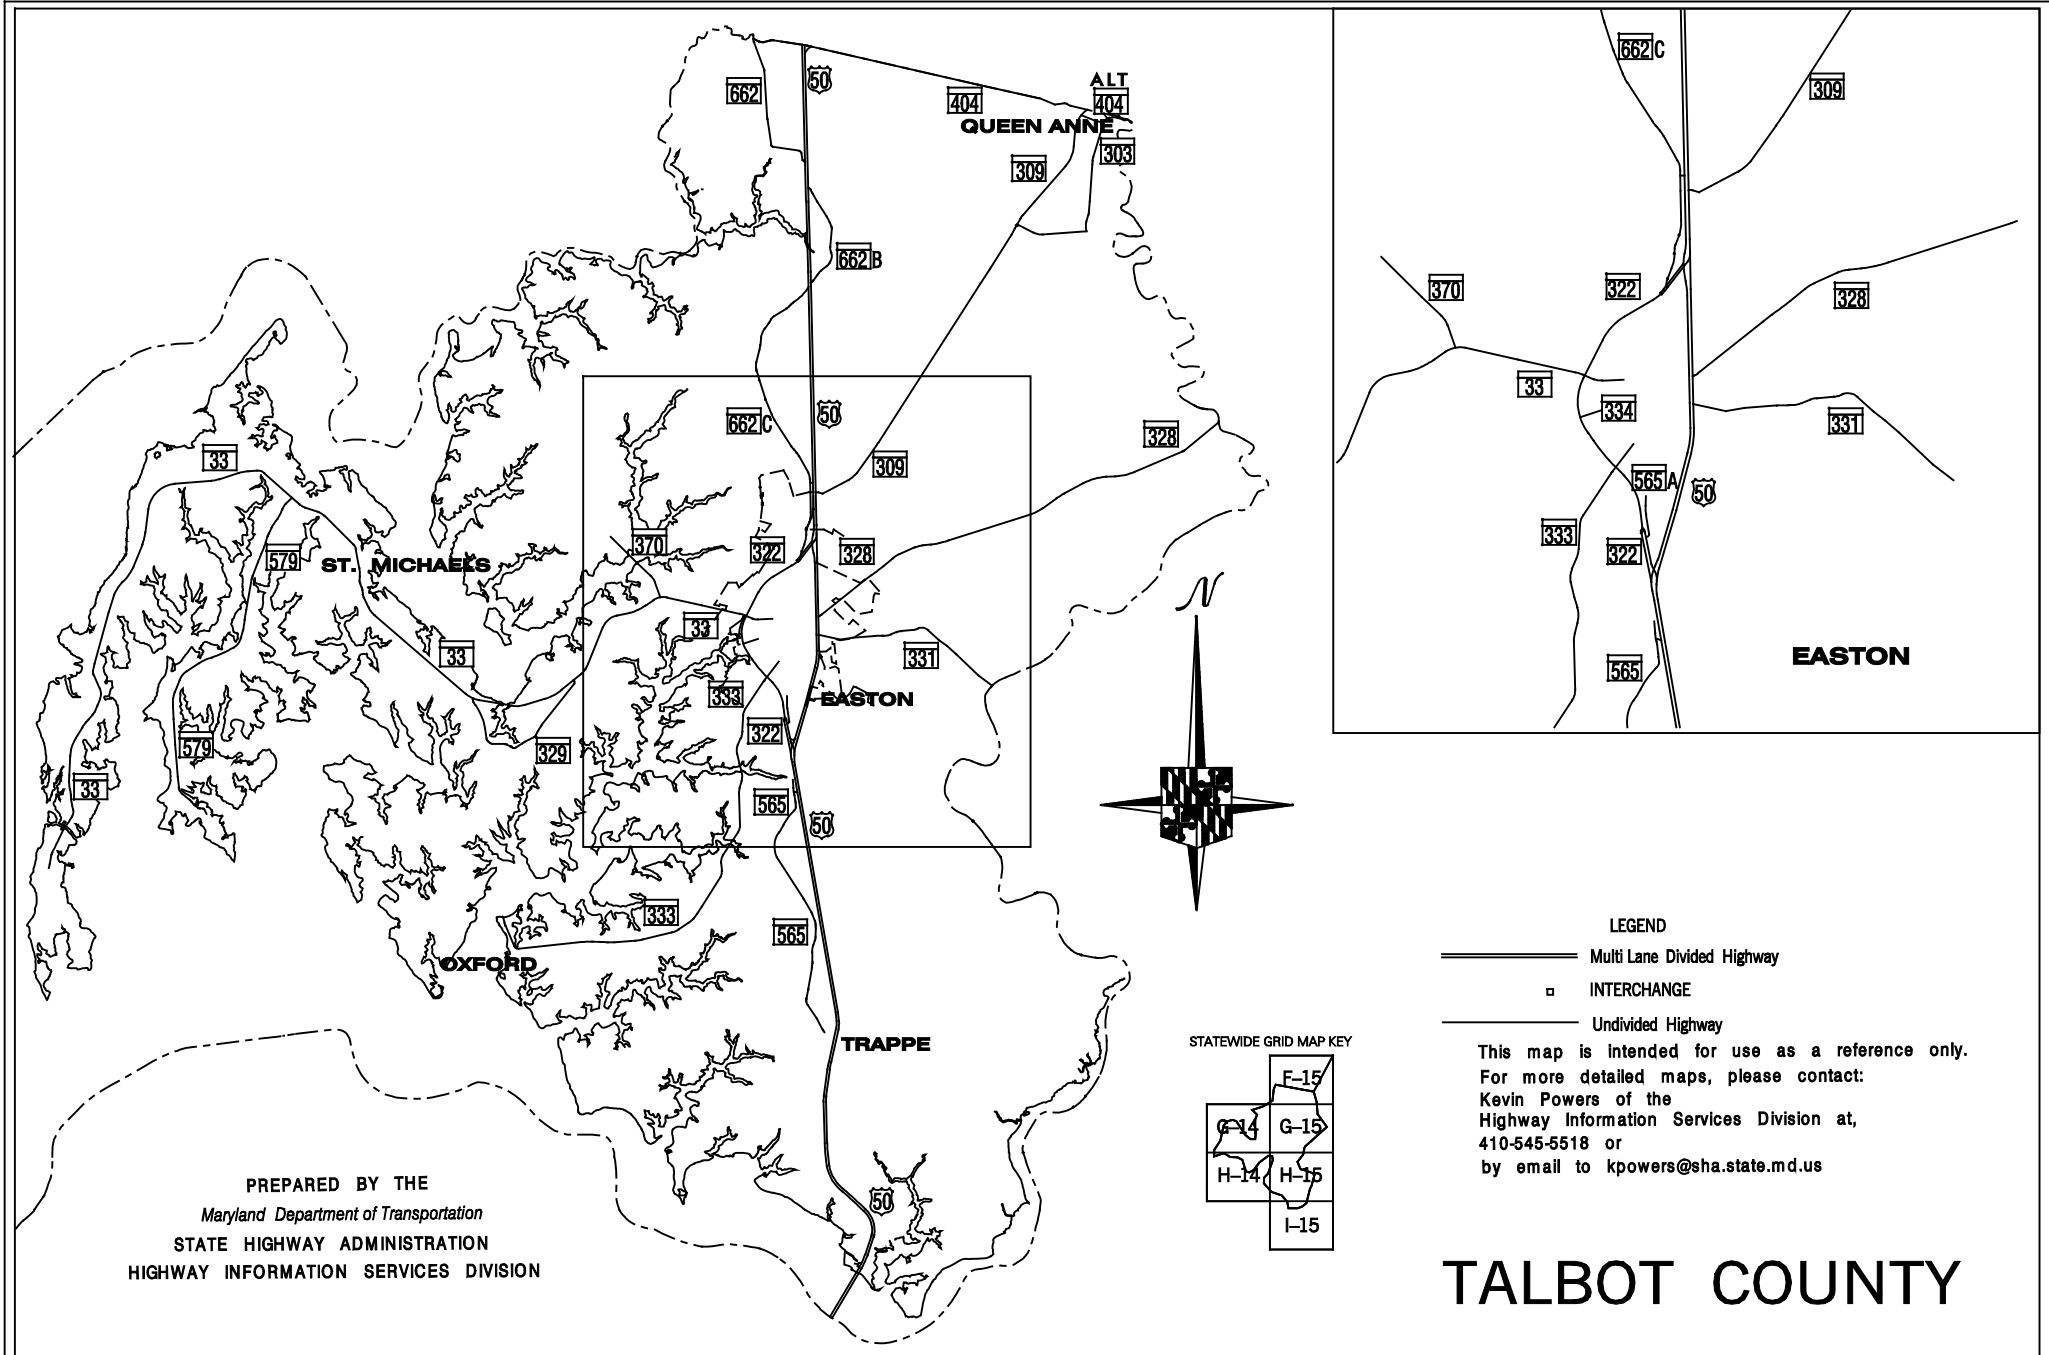 50
662
ALT
404
404
QUEEN ANNE
303
309
662 B
662 C
50
309
328
33
370
322
328
579
ST. MICHAELS
33
33
331
333
EASTON
322
579
329
33
565
50
333
565
OXFORD
TRAPPE
50
662 C
309
370
322
328
33
334
331
565 A
50
333
322
EASTON
565
N
LEGEND
Multi Lane Divided Highway
INTERCHANGE
Undivided Highway
This map is intended for use as a reference only.
For more detailed maps, please contact:
Kevin Powers of the
Highway Information Services Division at,
410-545-5518 or
by email to kpowers@sha.state.md.us
STATEWIDE GRID MAP KEY
F-15
G-14 G-15
H-14 H-15
I-15
PREPARED BY THE
Maryland Department of Transportation
STATE HIGHWAY ADMINISTRATION
HIGHWAY INFORMATION SERVICES DIVISION
TALBOT COUNTY